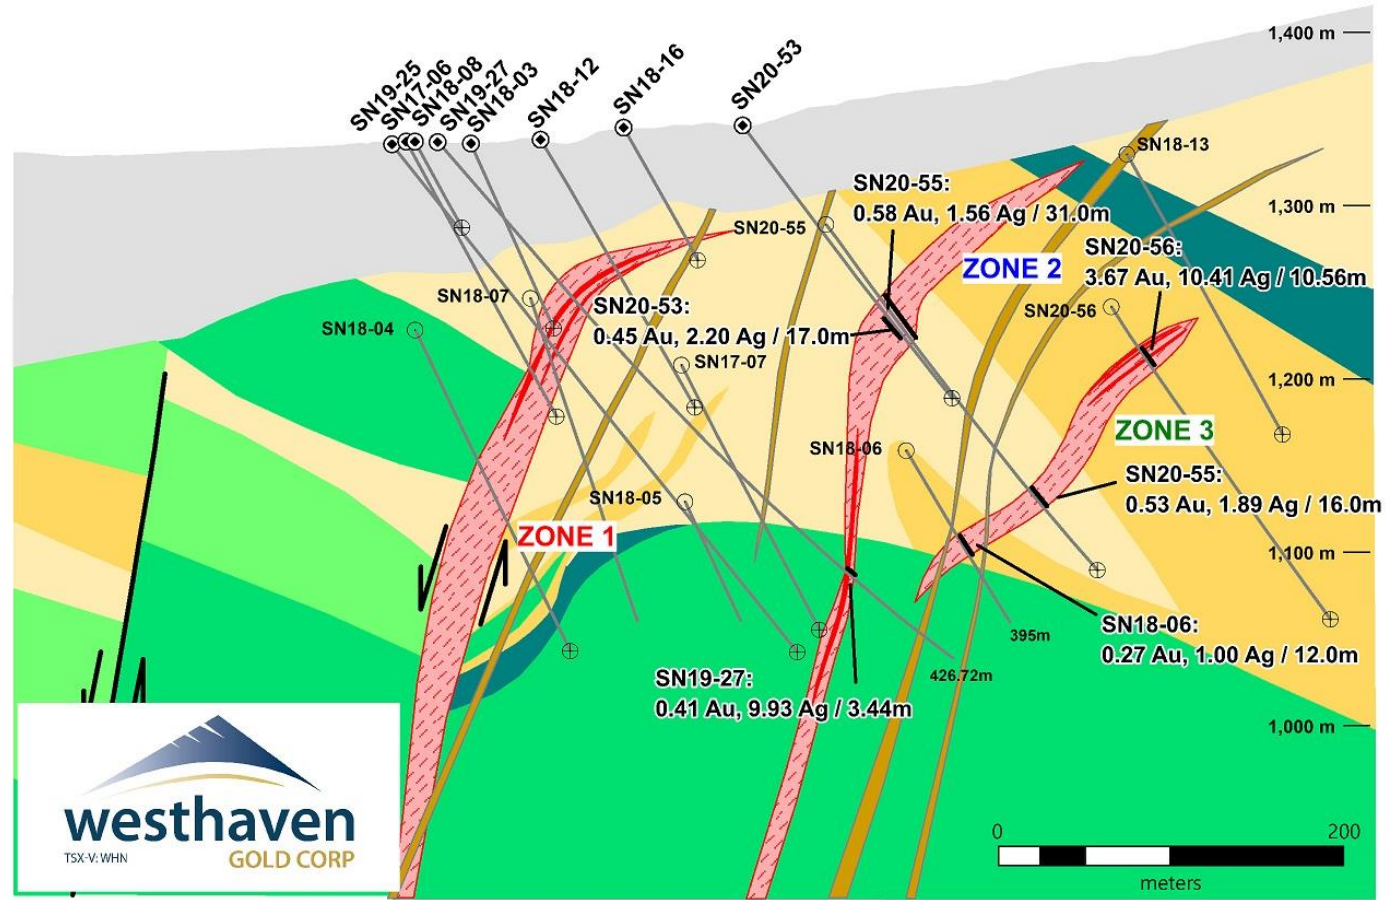 1,400 m
SN19-25
SN17-06
SN18-08
SN19-27
SN18-03
SN18-12
SN18-16
SN20-53
SN18-13
SN20-55:
0.58 Au, 1.56 Ag / 31.0m
1,300 m
SN20-55
ZONE 2
SN20-56:
3.67 Au, 10.41 Ag / 10.56m
SN18-07
SN20-53:
0.45 Au, 2.20 Ag / 17.0m
SN20-56
SN18-04
SN17-07
1,200 m
ZONE 3
SN18-06
SN20-55:
0.53 Au, 1.89 Ag / 16.0m
SN18-05
ZONE 1
1,100 m
SN18-06:
0.27 Au, 1.00 Ag / 12.0m
395m
426.72m
SN19-27:
0.41 Au, 9.93 Ag / 3.44m
1,000 m
westhaven
TSX-V: WHN
GOLD CORP
0 200
meters